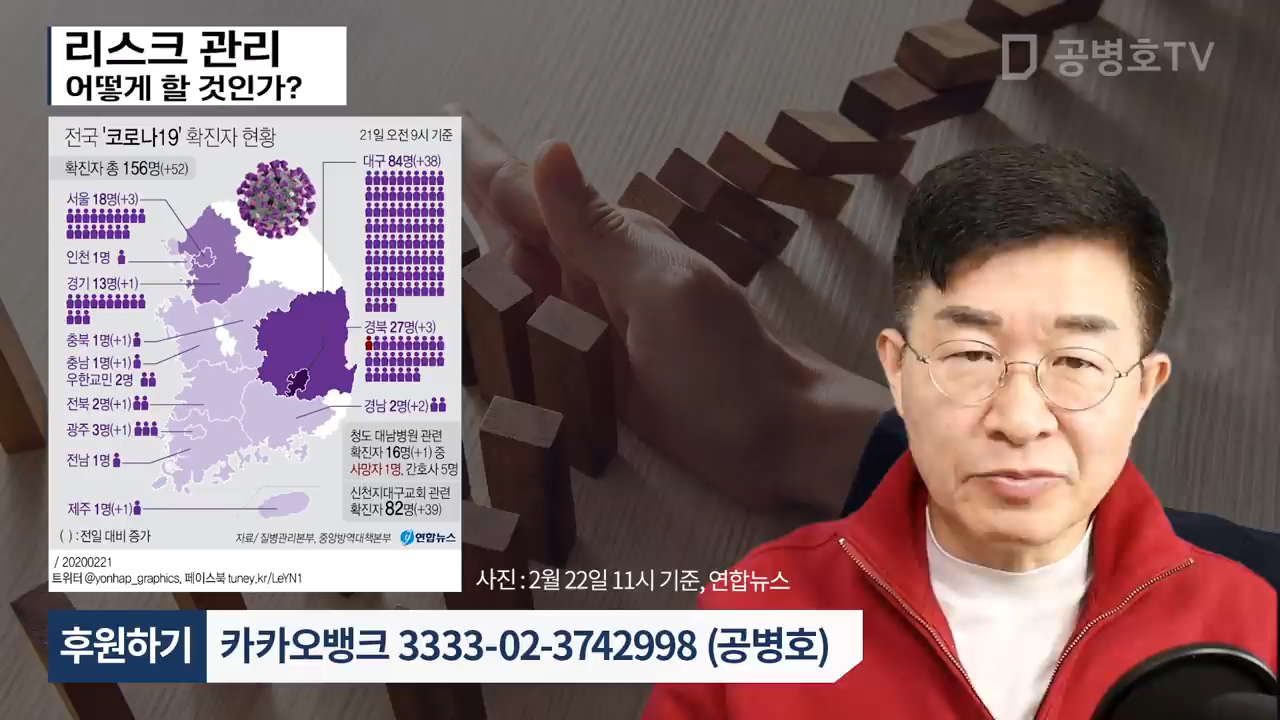 리스크 관리
어떻게 할 것인가?
공병호TV
전국 '코로나19' 확진자 현황
21일 오전 9시 기준
확진자 총 156명(+52)
대구 84명(+38)
서울 18명(+3)
인천 1명
경기 13명(+1)
경북 27명(+3)
충북 1명(+1)
충남 1명(+1)
우한교민 2명
전북 2명(+1)
경남 2명(+2)
광주 3명(+1)
전남 1명
청도 대남병원 관련
확진자 16명(+1) 중
사망자 1명, 간호사 5명
신천지대구교회 관련
확진자 82명(+39)
제주 1명(+1)
( ) : 전일 대비 증가
자료/ 질병관리본부, 중앙방역대책본부
연합뉴스
/ 20200221
트위터 @yonhap_graphics, 페이스북 tuney.kr/LeYN1
사진 : 2월 22일 11시 기준, 연합뉴스
후원하기
카카오뱅크 3333-02-3742998 (공병호)